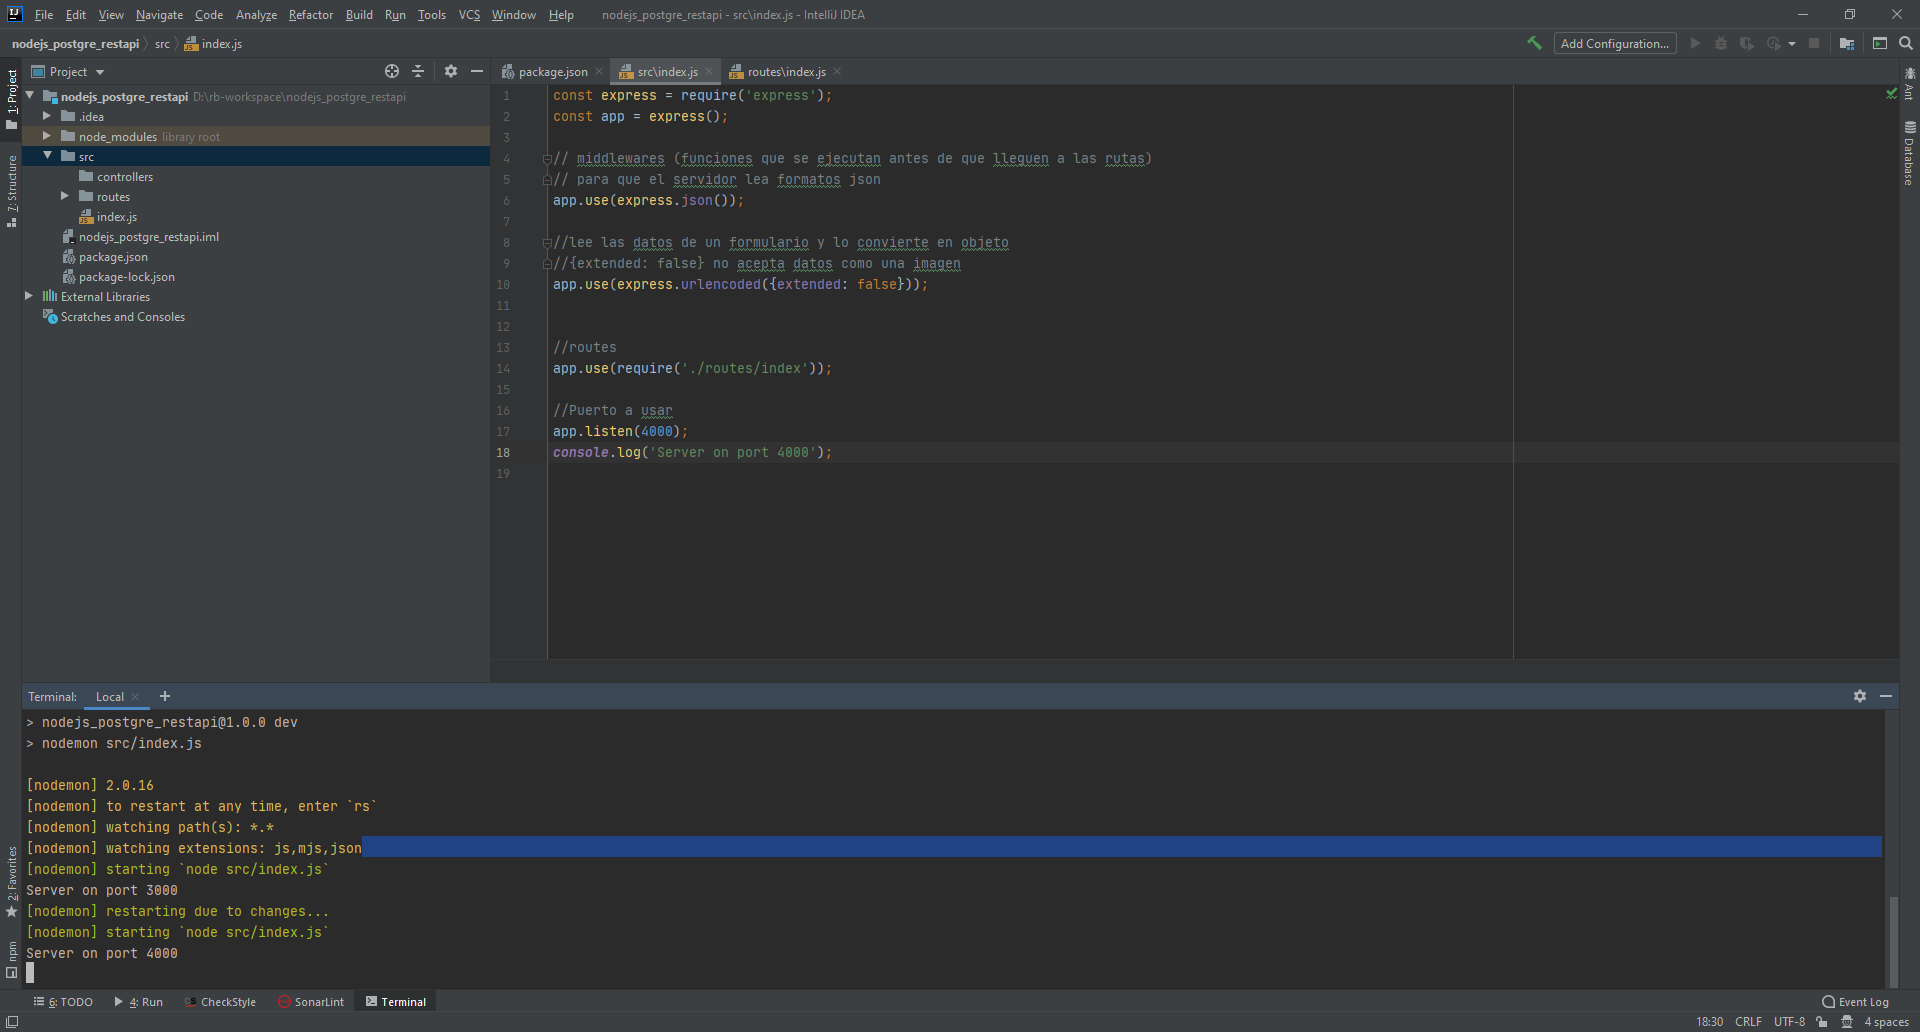 File Edit View Navigate Code Analyze Refactor Build Run Tools VCS Window Help nodejs_postgre_restapi - src\index.js - IntelliJ IDEA
nodejs_postgre_restapi src index.js Add Configuration...
1: Project
7: Structure
2: Favorites
npm
Project
nodejs_postgre_restapi D:\rb-workspace\nodejs_postgre_restapi
.idea
node_modules library root
src
controllers
routes
index.js
nodejs_postgre_restapi.iml
package.json
package-lock.json
External Libraries
Scratches and Consoles
package.json src\index.js routes\index.js
1 const express = require('express');
2 const app = express();
3
4 // middlewares (funciones que se ejecutan antes de que lleguen a las rutas)
5 // para que el servidor lea formatos json
6 app.use(express.json());
7
8 //lee las datos de un formulario y lo convierte en objeto
9 //{extended: false} no acepta datos como una imagen
10 app.use(express.urlencoded({extended: false}));
11
12
13 //routes
14 app.use(require('./routes/index'));
15
16 //Puerto a usar
17 app.listen(4000);
18 console.log('Server on port 4000');
19
Ant
Database
Terminal: Local +
> nodejs_postgre_restapi@1.0.0 dev
> nodemon src/index.js
[nodemon] 2.0.16
[nodemon] to restart at any time, enter `rs`
[nodemon] watching path(s): *.*
[nodemon] watching extensions: js,mjs,json
[nodemon] starting `node src/index.js`
Server on port 3000
[nodemon] restarting due to changes...
[nodemon] starting `node src/index.js`
Server on port 4000
6: TODO 4: Run CheckStyle SonarLint Terminal Event Log
18:30 CRLF UTF-8 4 spaces